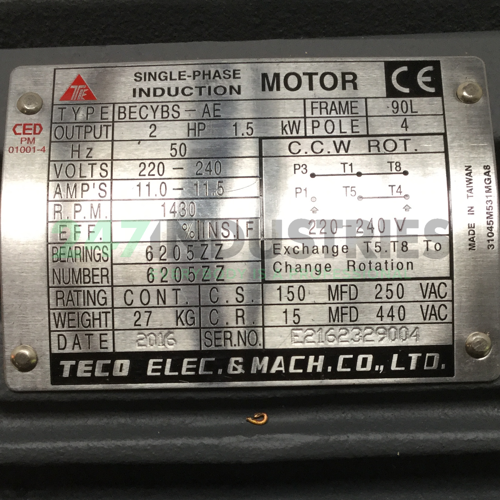 SINGLE-PHASE
INDUCTION MOTOR CE
TYPE BECYBS-AE FRAME 90L
OUTPUT 2 HP 1.5 kW POLE 4
CED
PM
01001-4
Hz 50 C.C.W ROT.
VOLTS 220-240 P3 T1 T8
AMP'S 11.0-11.5 P1 T5 T4
R.P.M. 1430
EFF. % INS. F 220-240V
BEARINGS 6205ZZ Exchange T5.T8 To
NUMBER 6205ZZ Change Rotation
RATING CONT. C.S. 150 MFD 250 VAC
WEIGHT 27 KG C.R. 15 MFD 440 VAC
DATE 2016 SER.NO. E2162329004
TECO ELEC.&MACH.CO.,LTD.
MADE IN TAIWAN
31045M531MGA8
247 INDUSTRIES